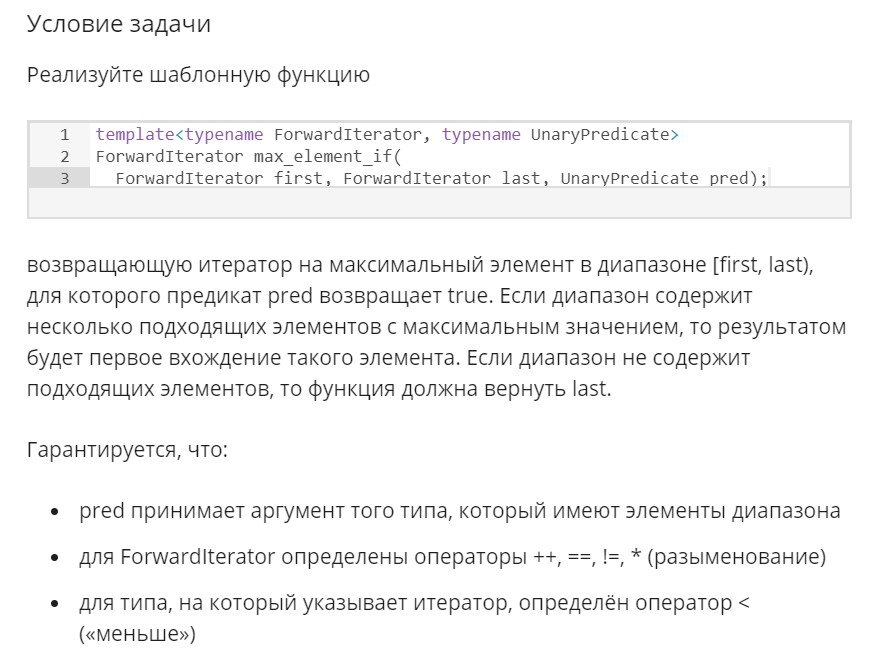 Условие задачи
Реализуйте шаблонную функцию
1 template<typename ForwardIterator, typename UnaryPredicate>
2 ForwardIterator max_element_if(
3   ForwardIterator first, ForwardIterator last, UnaryPredicate pred);
возвращающую итератор на максимальный элемент в диапазоне [first, last),
для которого предикат pred возвращает true. Если диапазон содержит
несколько подходящих элементов с максимальным значением, то результатом
будет первое вхождение такого элемента. Если диапазон не содержит
подходящих элементов, то функция должна вернуть last.
Гарантируется, что:
• pred принимает аргумент того типа, который имеют элементы диапазона
• для ForwardIterator определены операторы ++, ==, !=, * (разыменование)
• для типа, на который указывает итератор, определён оператор <
(«меньше»)